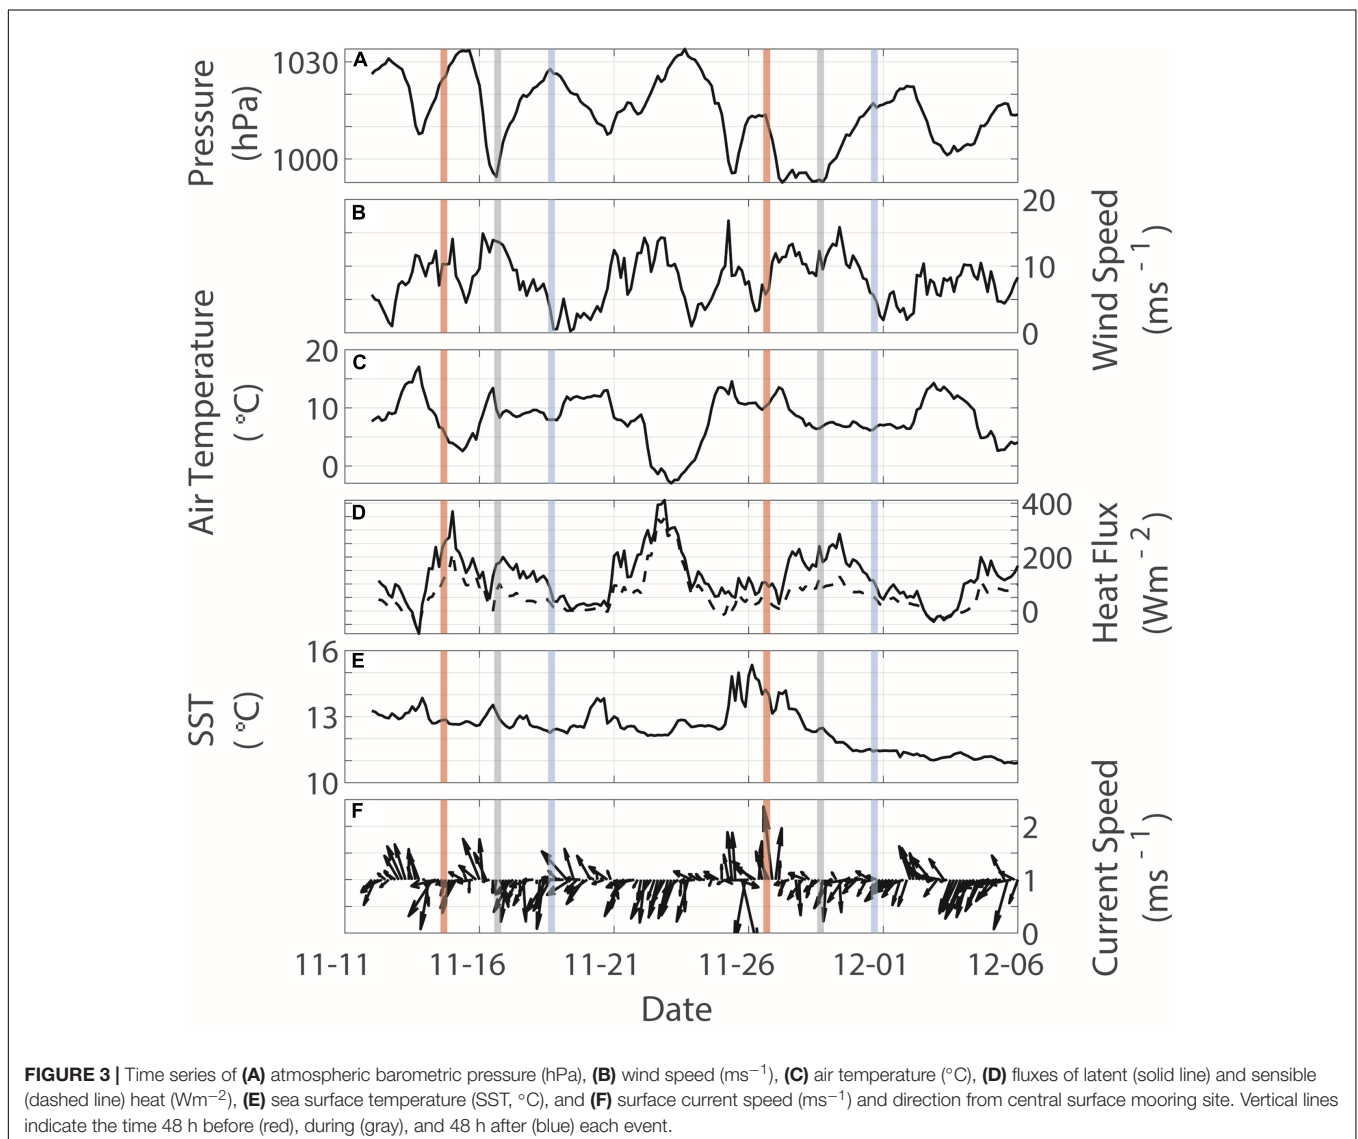 Pressure
(hPa)
1030
1000
A
B
20
10
0
Wind Speed
(ms⁻¹)
Air Temperature
(°C)
20
10
0
C
D
400
200
0
Heat Flux
(Wm⁻²)
SST
(°C)
16
13
10
E
F
2
1
0
Current Speed
(ms⁻¹)
11-11 11-16 11-21 11-26 12-01 12-06
Date
FIGURE 3 | Time series of (A) atmospheric barometric pressure (hPa), (B) wind speed (ms−1), (C) air temperature (°C), (D) fluxes of latent (solid line) and sensible
(dashed line) heat (Wm−2), (E) sea surface temperature (SST, °C), and (F) surface current speed (ms−1) and direction from central surface mooring site. Vertical lines
indicate the time 48 h before (red), during (gray), and 48 h after (blue) each event.